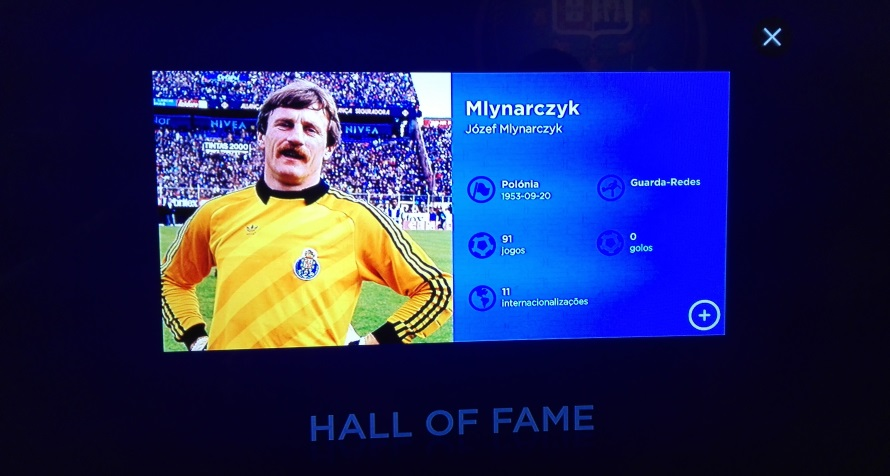 NIVEA
NIVEA
TINTAS 2000
Mlynarczyk
Józef Mlynarczyk
Polónia
1953-09-20
Guarda-Redes
91
jogos
0
golos
11
internacionalizações
HALL OF FAME